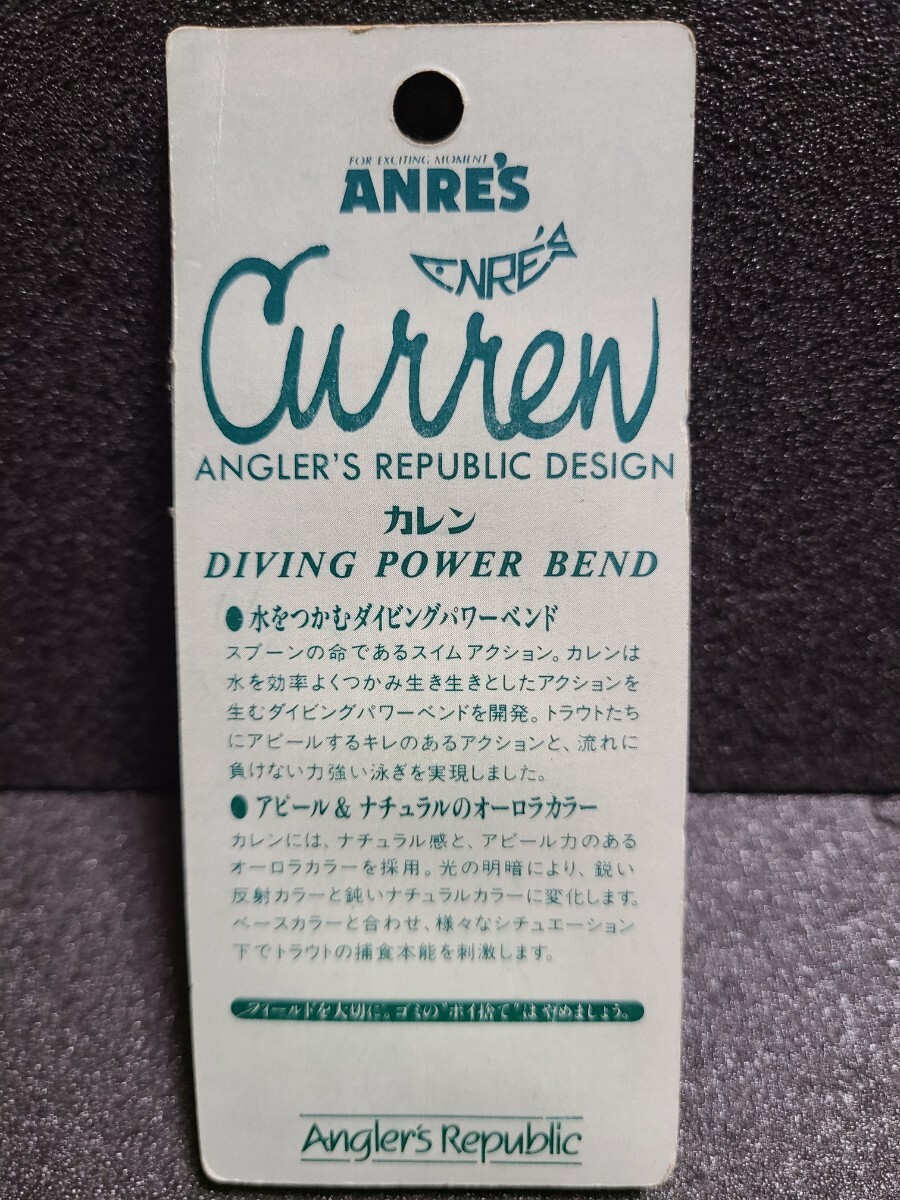 FOR EXCITING MOMENT
ANRE'S
ANRE'S
Curren
ANGLER'S REPUBLIC DESIGN
カレン
DIVING POWER BEND
●水をつかむダイビングパワーベンド
スプーンの命であるスイムアクション。カレンは
水を効率よくつかみ生き生きとしたアクションを
生むダイビングパワーベンドを開発。トラウトたち
にアピールするキレのあるアクションと、流れに
負けない力強い泳ぎを実現しました。
●アピール&ナチュラルのオーロラカラー
カレンには、ナチュラル感と、アピール力のある
オーロラカラーを採用。光の明暗により、鋭い
反射カラーと鈍いナチュラルカラーに変化します。
ベースカラーと合わせ、様々なシチュエーション
下でトラウトの捕食本能を刺激します。
フィールドを大切に。ゴミの"ポイ捨て"はやめましょう。
Angler's Republic